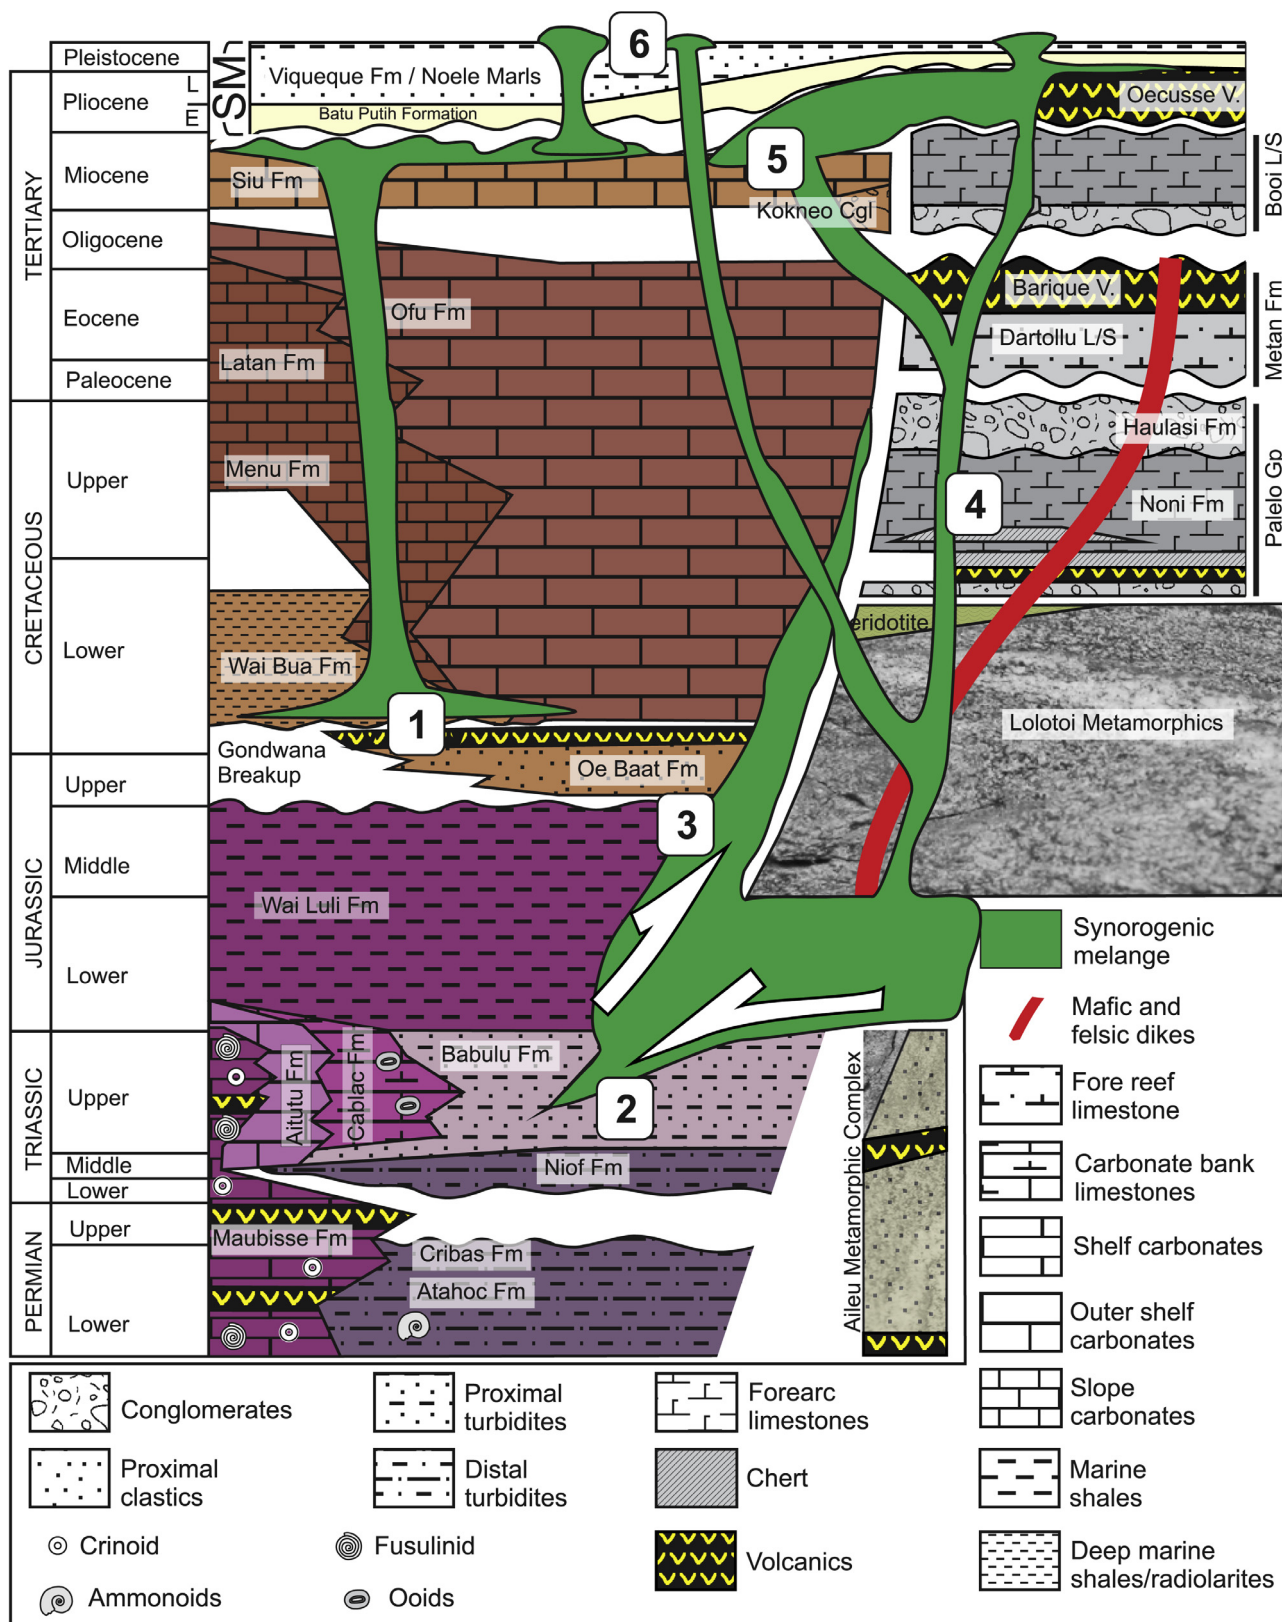 Pleistocene
Pliocene
L
E
SM
Miocene
Oligocene
Eocene
Paleocene
TERTIARY
Upper
Lower
CRETACEOUS
Upper
Middle
Lower
JURASSIC
Upper
Middle
Lower
TRIASSIC
Upper
Lower
PERMIAN
Viqueque Fm / Noele Marls
Batu Putih Formation
6
Oecusse V.
Siu Fm
5
Kokneo Cgl
Booi L/S
Barique V.
Ofu Fm
Dartollu L/S
Metan Fm
Latan Fm
Haulasi Fm
Menu Fm
4
Noni Fm
Palelo Gp
eridotite
Wai Bua Fm
1
Lolotoi Metamorphics
Gondwana
Breakup
Oe Baat Fm
3
Wai Luli Fm
Aitutu Fm
Cablac Fm
Babulu Fm
2
Niof Fm
Maubisse Fm
Cribas Fm
Atahoc Fm
Aileu Metamorphic Complex
Synorogenic
melange
Mafic and
felsic dikes
Fore reef
limestone
Carbonate bank
limestones
Shelf carbonates
Outer shelf
carbonates
Slope
carbonates
Marine
shales
Deep marine
shales/radiolarites
Conglomerates
Proximal
turbidites
Forearc
limestones
Proximal
clastics
Distal
turbidites
Chert
Crinoid
Fusulinid
Volcanics
Ammonoids
Ooids